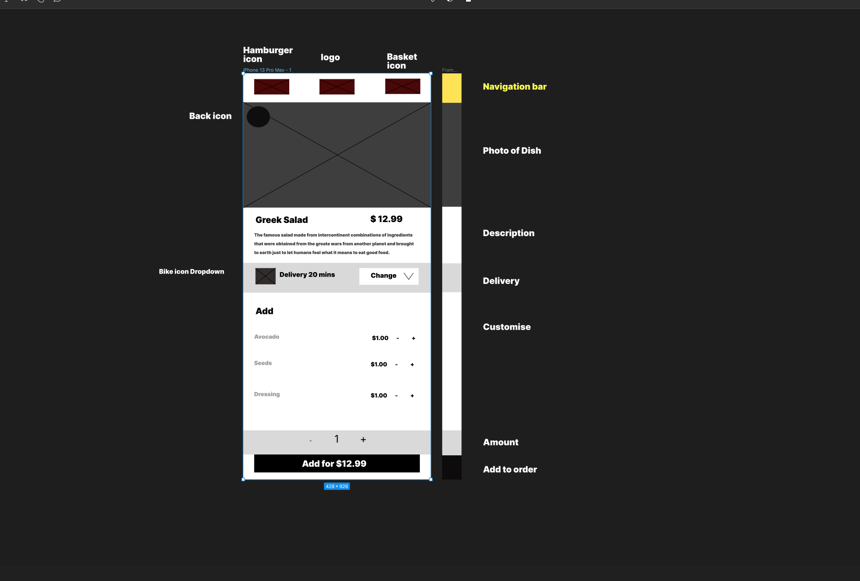 Hamburger
icon
logo
Basket
icon
iPhone 13 Pro Max - 1
Fram...
Navigation bar
Back icon
Photo of Dish
Greek Salad
$ 12.99
The famous salad made from intercontinent combinations of ingredients
that were obtained from the greate wars from another planet and brought
to earth just to let humans feel what it means to eat good food.
Description
Bike icon Dropdown
Delivery 20 mins
Change
Delivery
Add
Customise
Avocado
$1.00 - +
Seeds
$1.00 - +
Dressing
$1.00 - +
- 1 +
Amount
Add for $12.99
Add to order
428 × 926